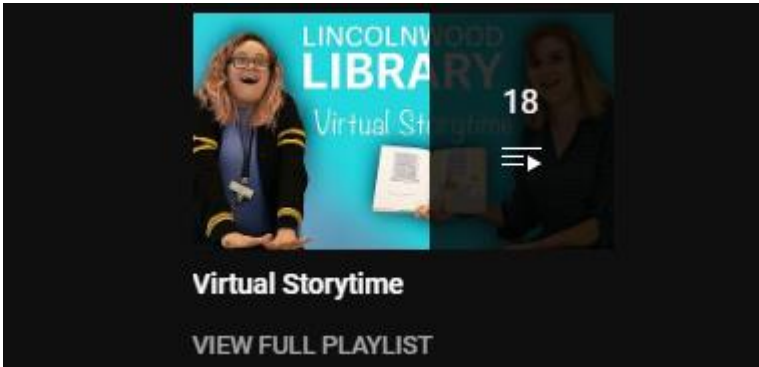 LINCOLNWOOD
LIBRARY
Virtual Storytime
18
Virtual Storytime
VIEW FULL PLAYLIST